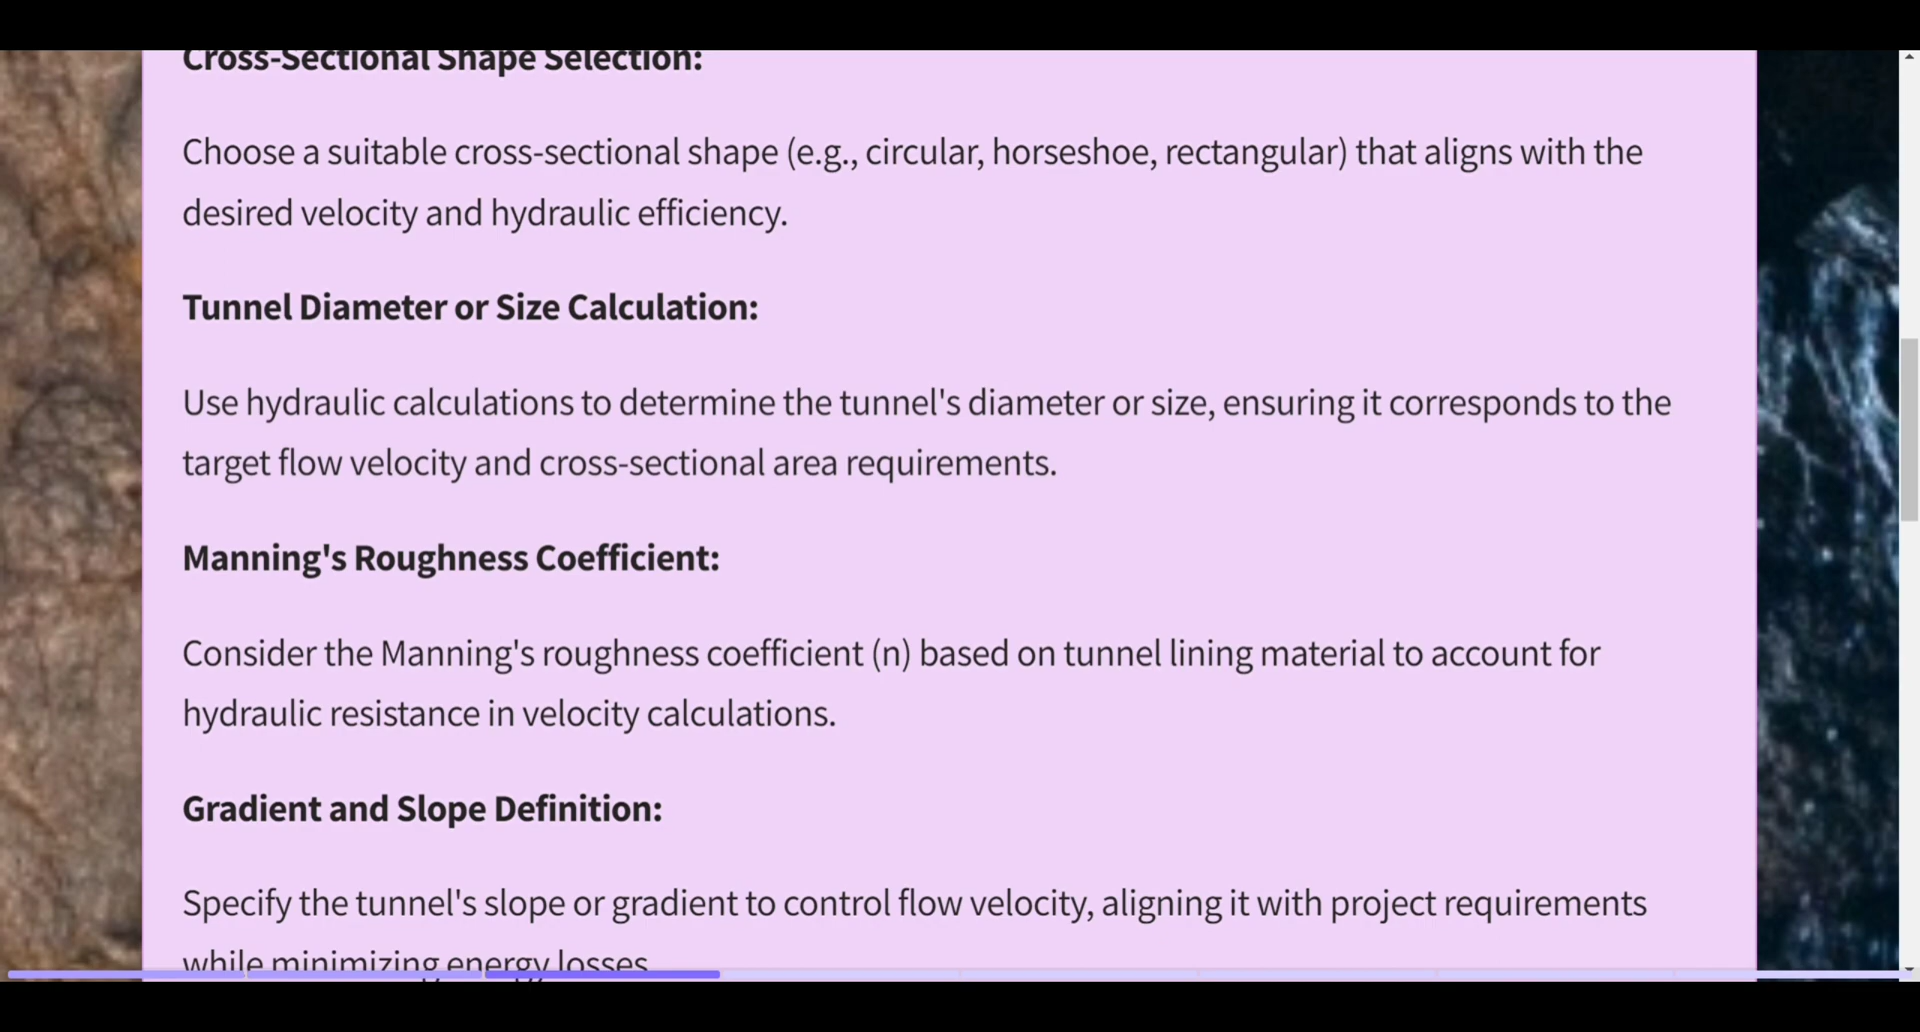 Cross-Sectional Shape Selection:
Choose a suitable cross-sectional shape (e.g., circular, horseshoe, rectangular) that aligns with the
desired velocity and hydraulic efficiency.
Tunnel Diameter or Size Calculation:
Use hydraulic calculations to determine the tunnel's diameter or size, ensuring it corresponds to the
target flow velocity and cross-sectional area requirements.
Manning's Roughness Coefficient:
Consider the Manning's roughness coefficient (n) based on tunnel lining material to account for
hydraulic resistance in velocity calculations.
Gradient and Slope Definition:
Specify the tunnel's slope or gradient to control flow velocity, aligning it with project requirements
while minimizing energy losses.